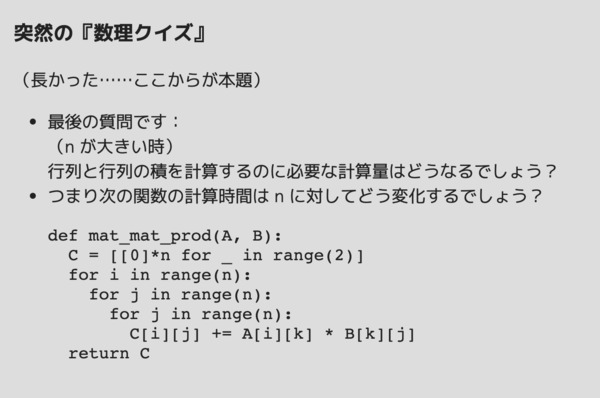 突然の『数理クイズ』
（長かった……ここからが本題）
• 最後の質問です：
（n が大きい時）
行列と行列の積を計算するのに必要な計算量はどうなるでしょう？
• つまり次の関数の計算時間は n に対してどう変化するでしょう？
def mat_mat_prod(A, B):
  C = [[0]*n for _ in range(2)]
  for i in range(n):
    for j in range(n):
      for j in range(n):
        C[i][j] += A[i][k] * B[k][j]
  return C